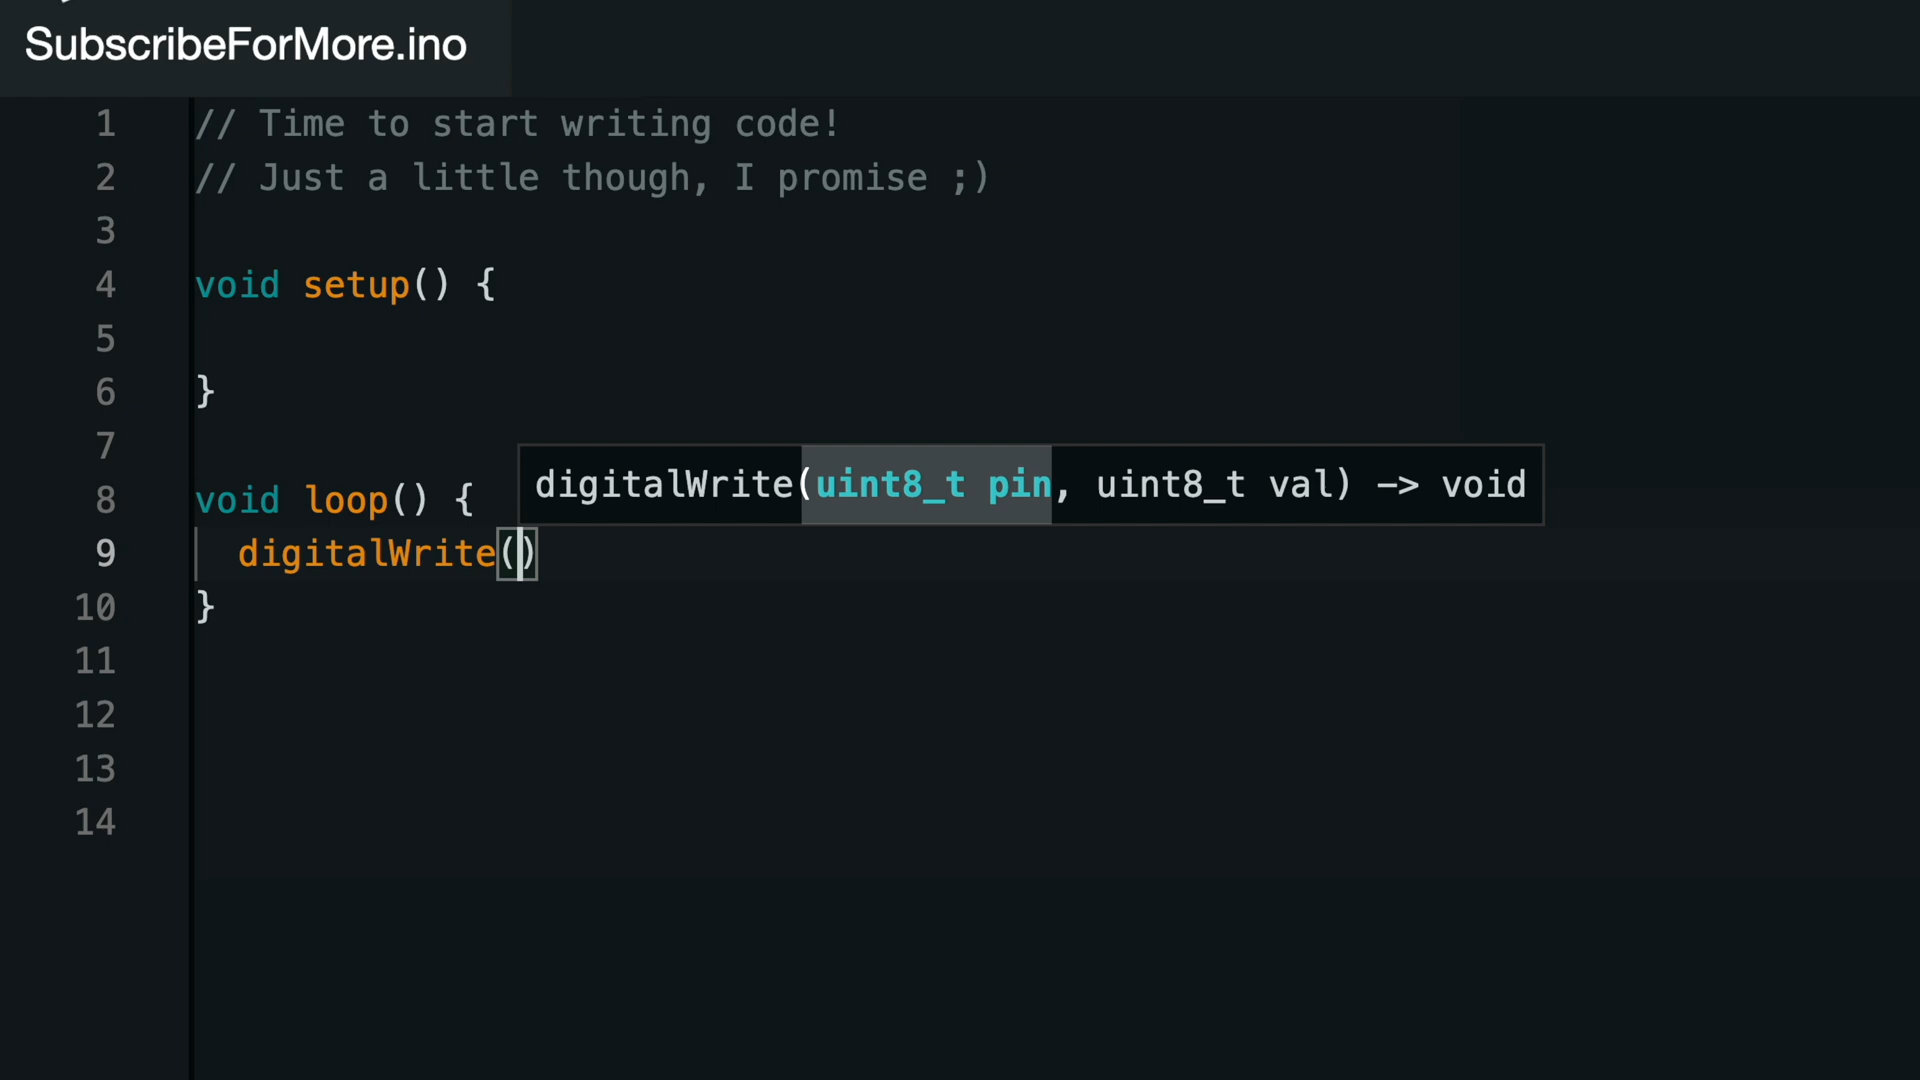 SubscribeForMore.ino
1 // Time to start writing code!
2 // Just a little though, I promise ;)
3
4 void setup() {
5
6 }
7
digitalWrite(uint8_t pin, uint8_t val) —> void
8 void loop() {
9 digitalWrite()
10 }
11
12
13
14